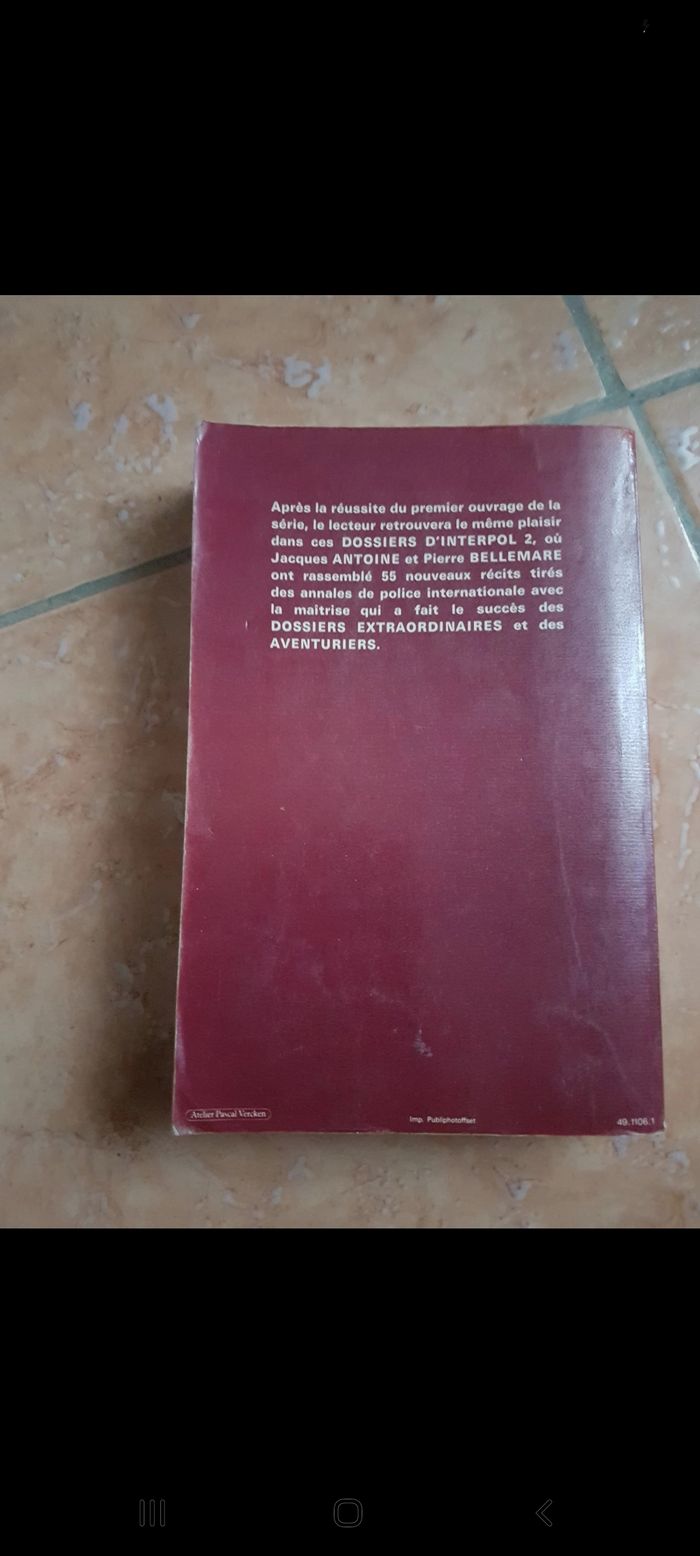 Après la réussite du premier ouvrage de la
série, le lecteur retrouvera le même plaisir
dans ces DOSSIERS D'INTERPOL 2, où
Jacques ANTOINE et Pierre BELLEMARE
ont rassemblé 55 nouveaux récits tirés
des annales de police internationale avec
la maitrise qui a fait le succès des
DOSSIERS EXTRAORDINAIRES et des
AVENTURIERS.
Atelier Pascal Vercken
Imp. Publiphotoffset
49.1106.1